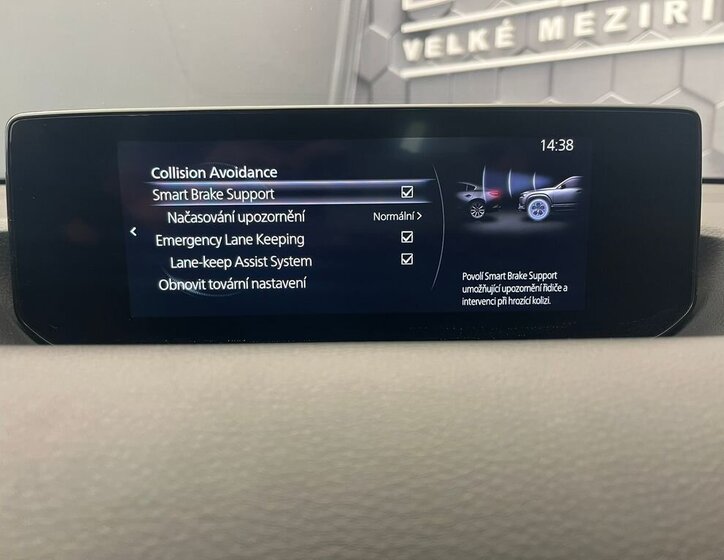 VELKÉ MEZIŘÍ
14:38
Collision Avoidance
Smart Brake Support
Načasování upozornění Normální
Emergency Lane Keeping
Lane-keep Assist System
Obnovit tovární nastavení
Povolí Smart Brake Support
umožňující upozornění řidiče a
intervenci při hrozící kolizi.